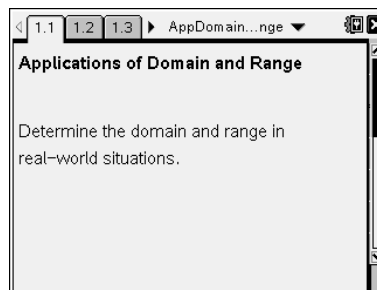 1.1 1.2 1.3 AppDomain...nge
Applications of Domain and Range
Determine the domain and range in
real-world situations.